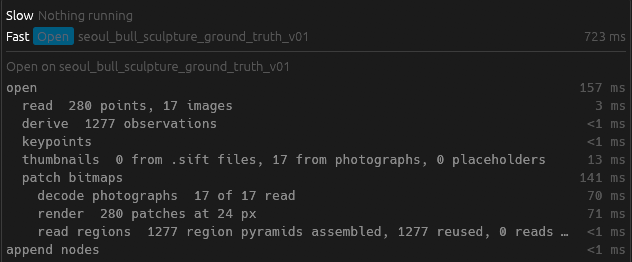 Slow Nothing running
Fast Open seoul_bull_sculpture_ground_truth_v01 723 ms
Open on seoul_bull_sculpture_ground_truth_v01
open 157 ms
read 280 points, 17 images 3 ms
derive 1277 observations <1 ms
keypoints <1 ms
thumbnails 0 from .sift files, 17 from photographs, 0 placeholders 13 ms
patch bitmaps 141 ms
decode photographs 17 of 17 read 70 ms
render 280 patches at 24 px 71 ms
read regions 1277 region pyramids assembled, 1277 reused, 0 reads … <1 ms
append nodes <1 ms